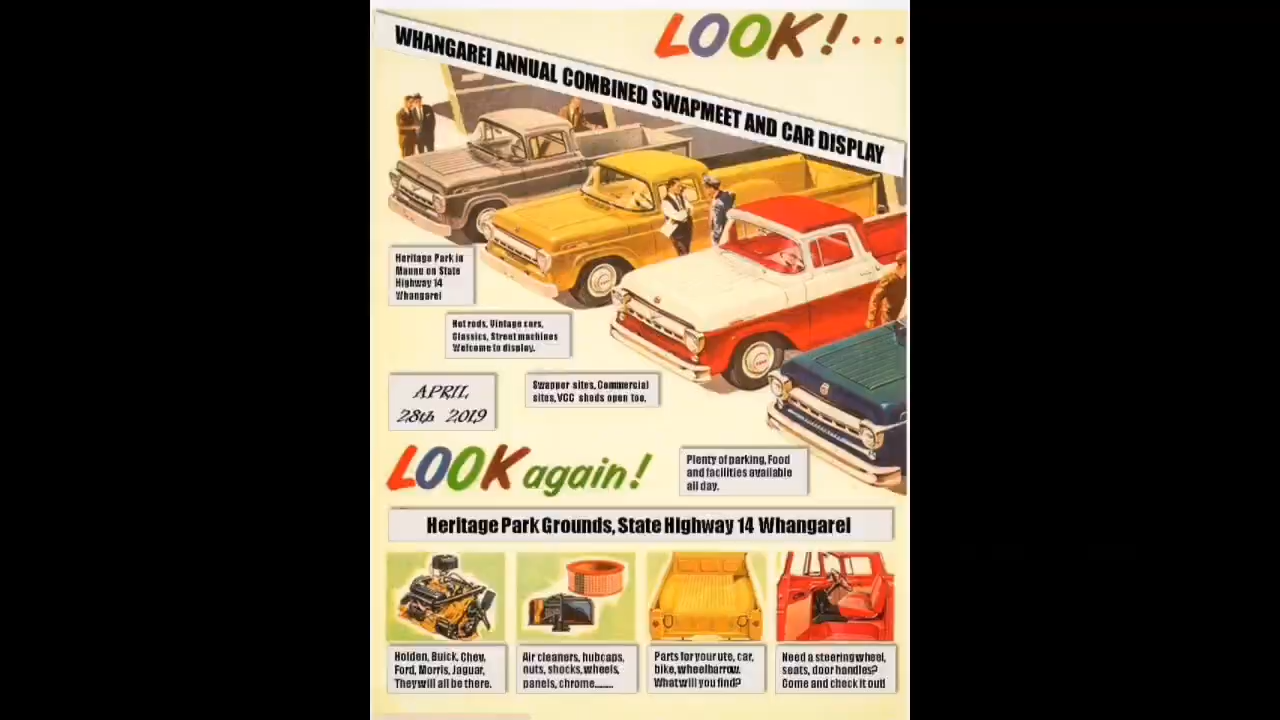 LOOK!...
WHANGAREI ANNUAL COMBINED SWAPMEET AND CAR DISPLAY
Heritage Park in
Maunu on State
Highway 14
Whangarei
Hot rods, Vintage cars,
Classics, Street machines
Welcome to display.
APRIL
28th 2019
Swapper sites, Commercial
sites, VCC sheds open too.
LOOK again!
Plenty of parking, Food
and facilities available
all day.
Heritage Park Grounds, State Highway 14 Whangarei
Holden, Buick, Chev,
Ford, Morris, Jaguar,
They will all be there.
Air cleaners, hubcaps,
nuts, shocks, wheels,
panels, chrome.........
Parts for your ute, car,
bike, wheelbarrow.
What will you find?
Need a steering wheel,
seats, door handles?
Come and check it out!